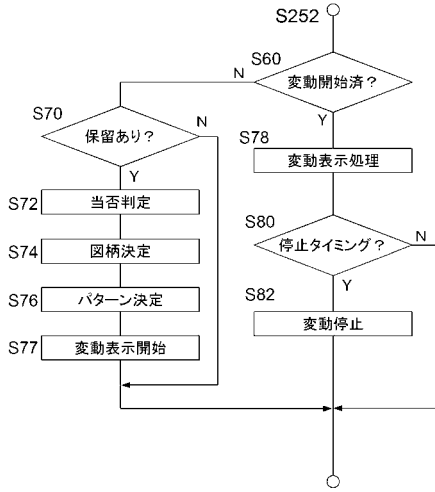 S252
S60
変動開始済？
N
Y
S70
保留あり？
N
Y
S78
変動表示処理
S72
当否判定
S80
停止タイミング？
N
Y
S74
図柄決定
S76
パターン決定
S82
変動停止
S77
変動表示開始